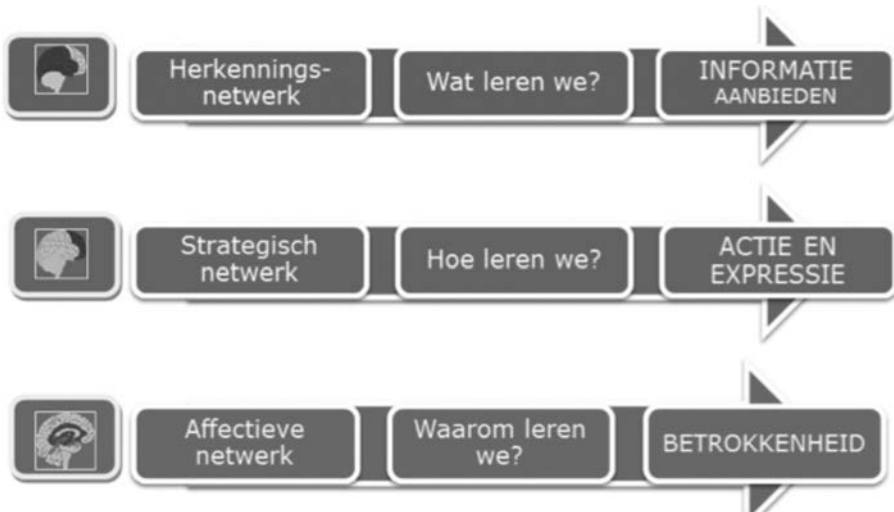 Herkennings-
netwerk
Wat leren we?
INFORMATIE
AANBIEDEN
Strategisch
netwerk
Hoe leren we?
ACTIE EN
EXPRESSIE
Affectieve
netwerk
Waarom leren
we?
BETROKKENHEID